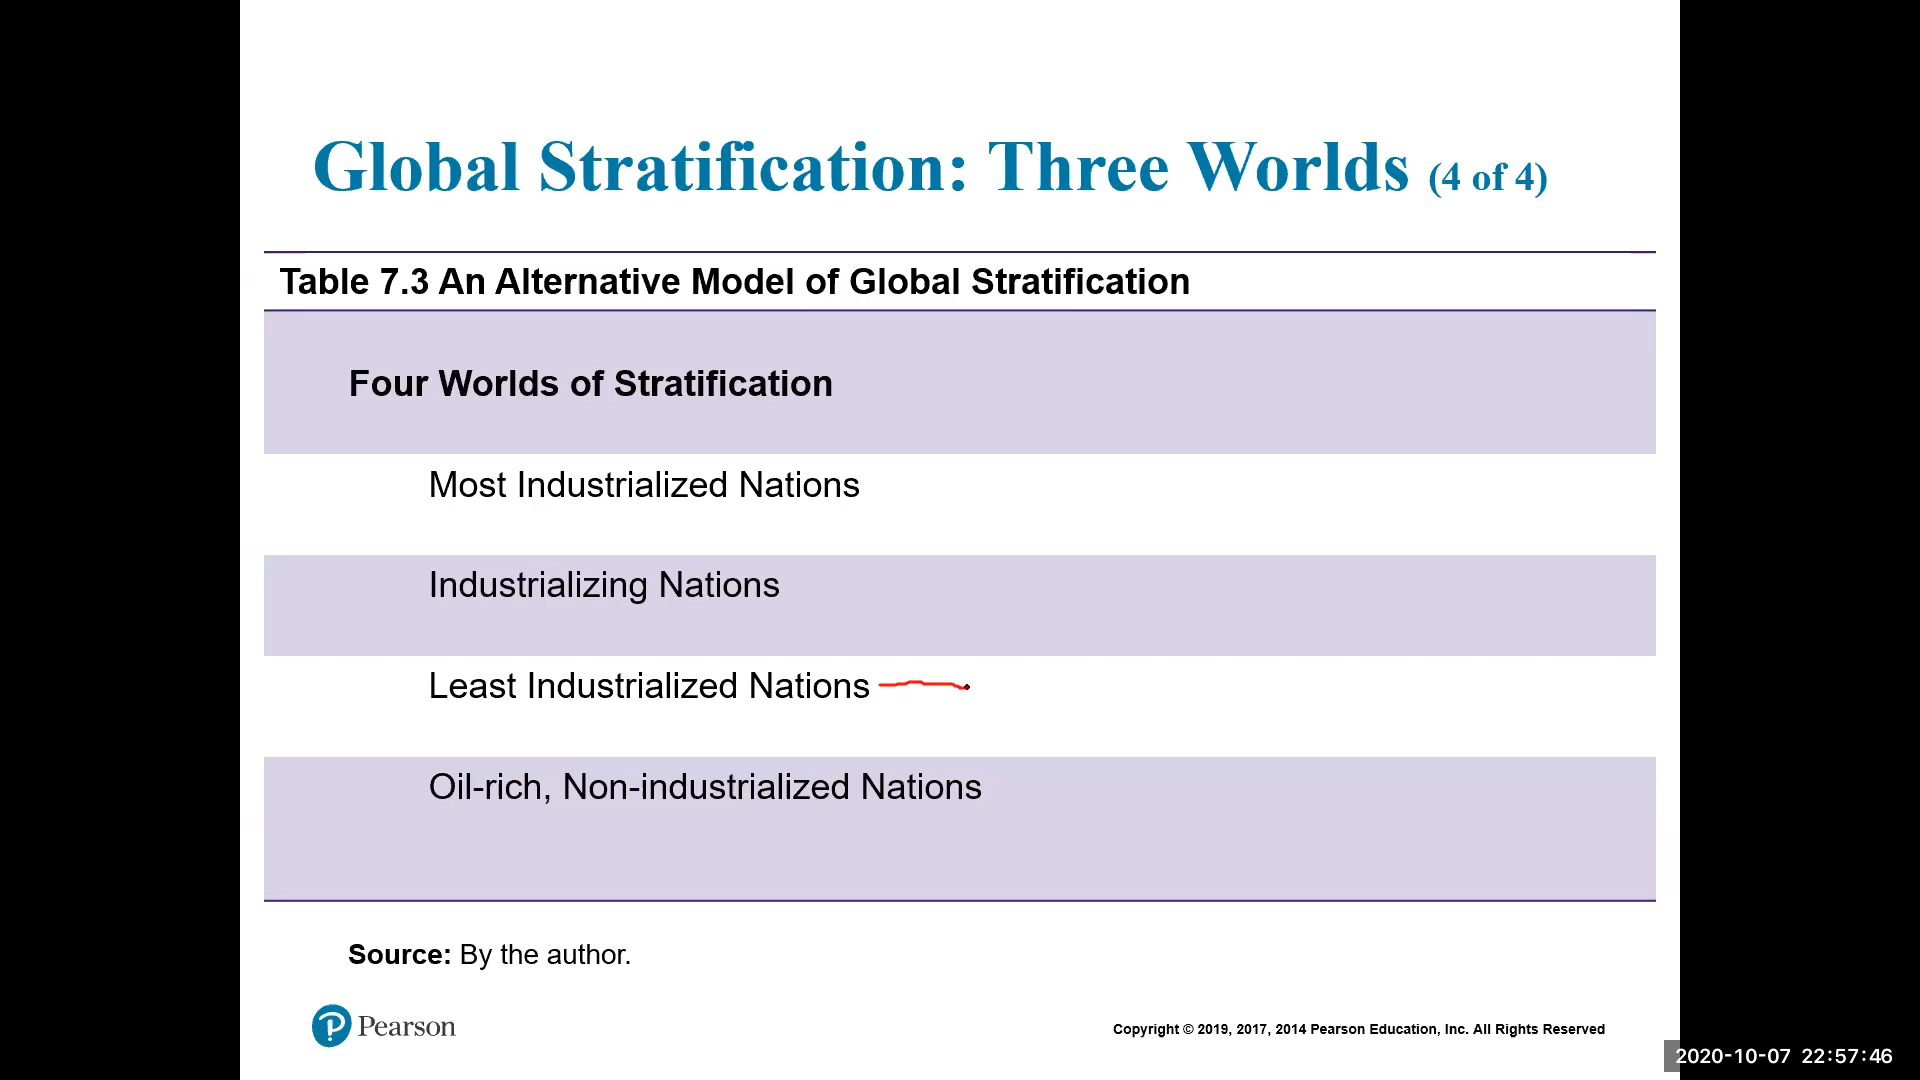 Global Stratification: Three Worlds (4 of 4)
Table 7.3 An Alternative Model of Global Stratification
Four Worlds of Stratification
Most Industrialized Nations
Industrializing Nations
Least Industrialized Nations
Oil-rich, Non-industrialized Nations
Source: By the author.
Pearson
Copyright © 2019, 2017, 2014 Pearson Education, Inc. All Rights Reserved
2020-10-07 22:57:46